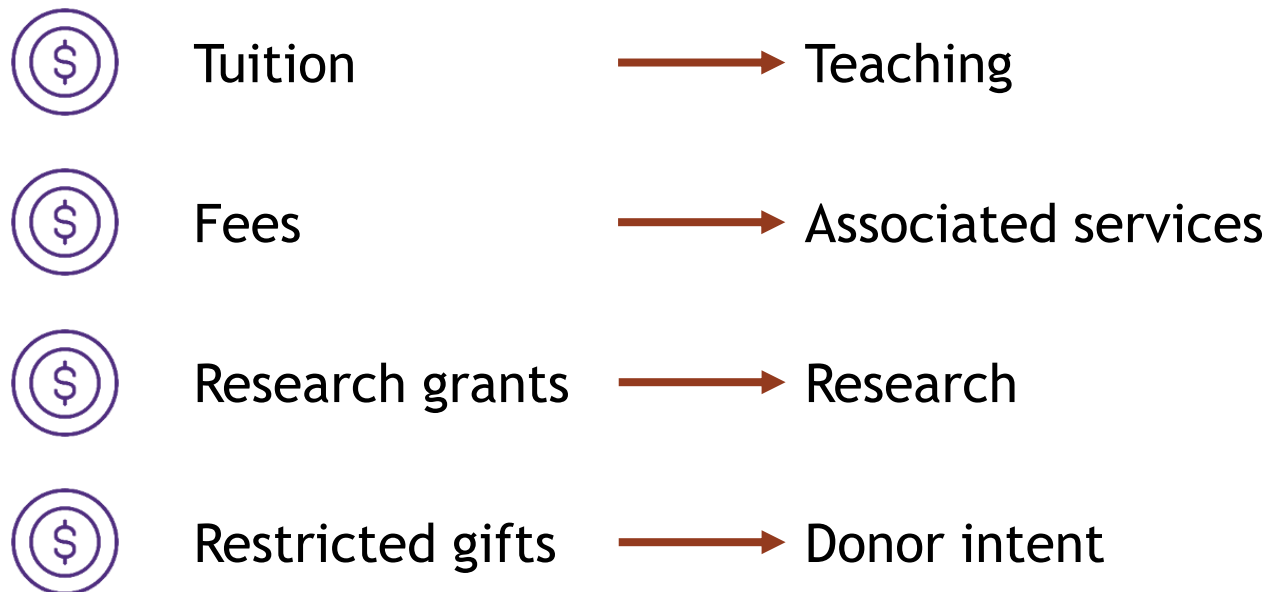 $ Tuition → Teaching
$ Fees → Associated services
$ Research grants → Research
$ Restricted gifts → Donor intent